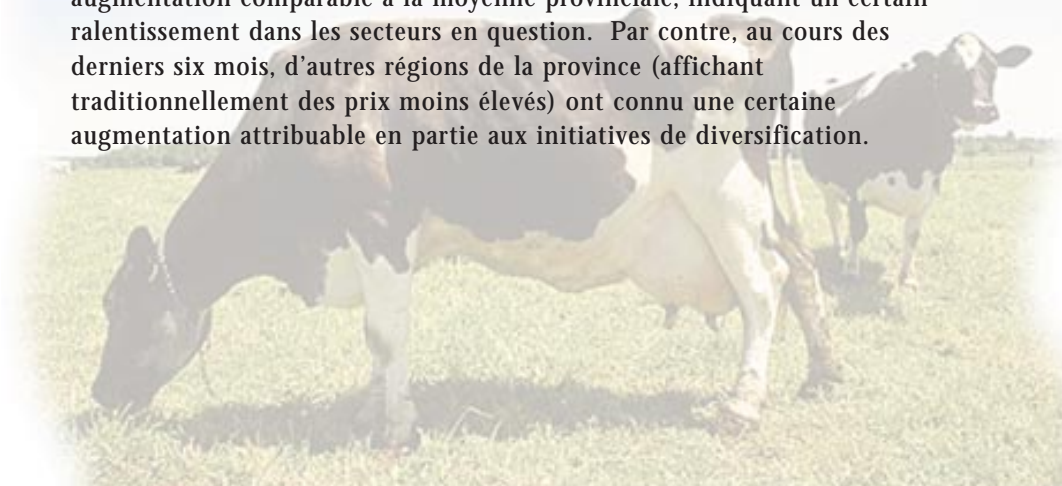 augmentation comparable à la moyenne provinciale, indiquant un certain
ralentissement dans les secteurs en question. Par contre, au cours des
derniers six mois, d'autres régions de la province (affichant
traditionnellement des prix moins élevés) ont connu une certaine
augmentation attribuable en partie aux initiatives de diversification.